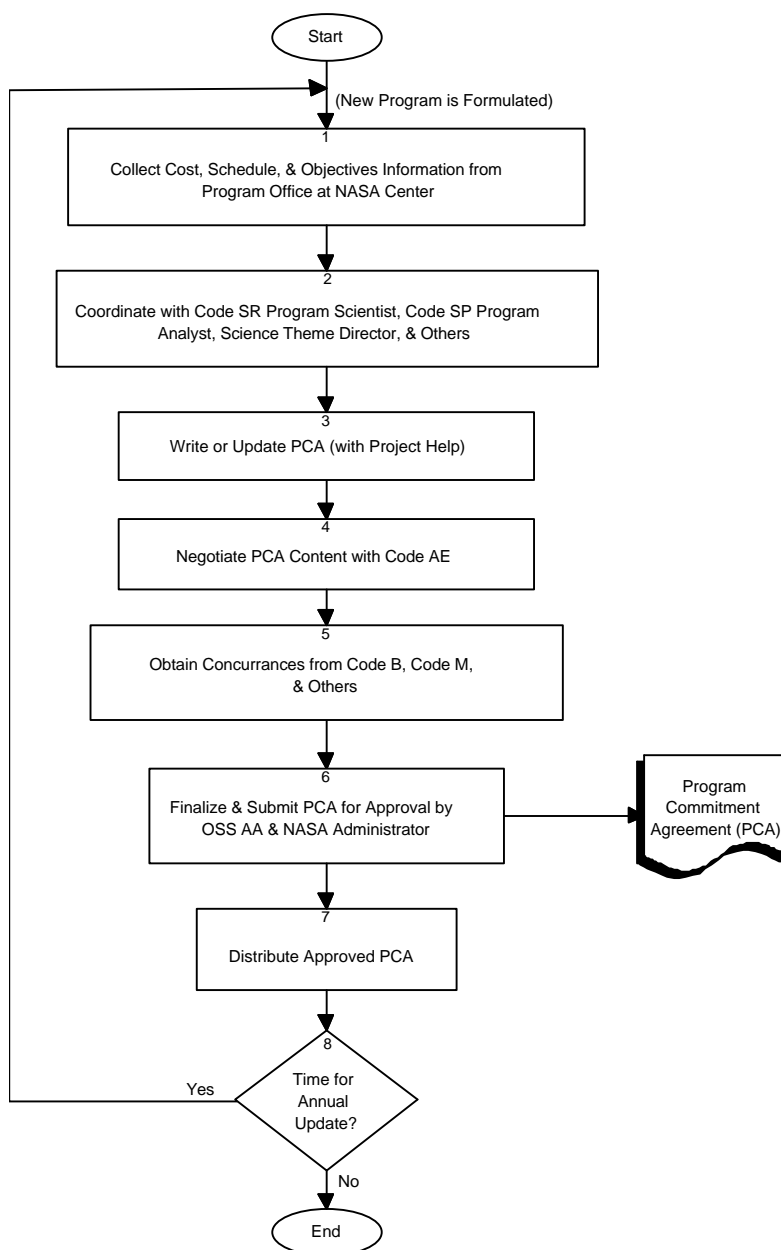 Start
(New Program is Formulated)
1
Collect Cost, Schedule, & Objectives Information from
Program Office at NASA Center
2
Coordinate with Code SR Program Scientist, Code SP Program
Analyst, Science Theme Director, & Others
3
Write or Update PCA (with Project Help)
4
Negotiate PCA Content with Code AE
5
Obtain Concurrances from Code B, Code M,
& Others
6
Finalize & Submit PCA for Approval by
OSS AA & NASA Administrator
Program
Commitment
Agreement (PCA)
7
Distribute Approved PCA
8
Time for
Annual
Update?
Yes
No
End